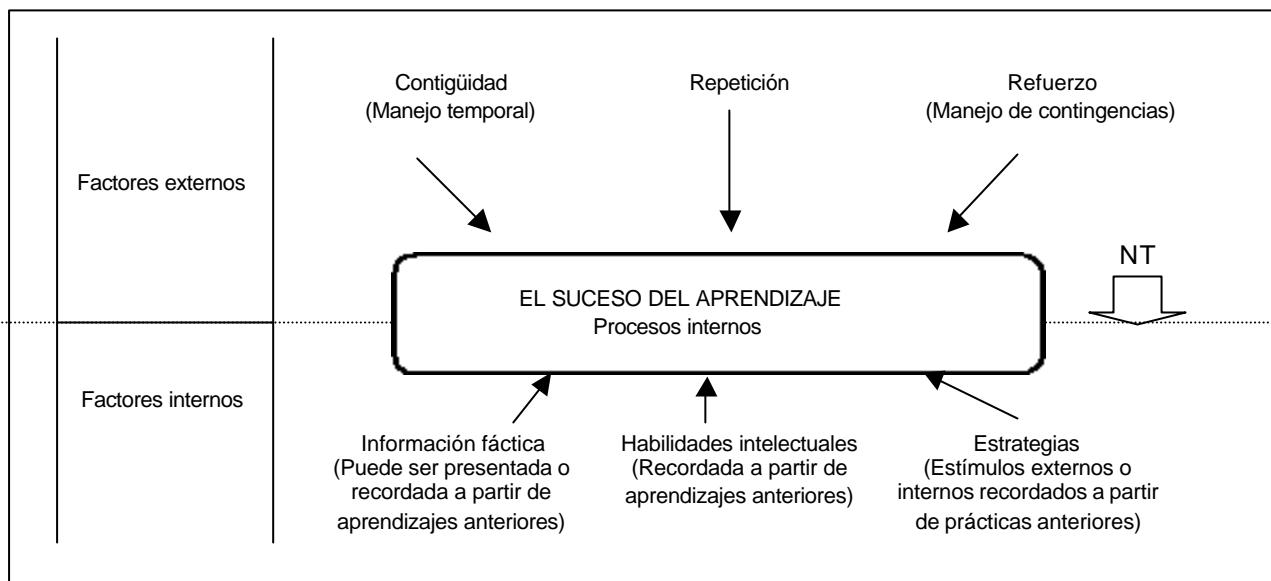 Contigüidad
(Manejo temporal)
Repetición
Refuerzo
(Manejo de contingencias)
Factores externos
NT
EL SUCESO DEL APRENDIZAJE
Procesos internos
Factores internos
Información fáctica
(Puede ser presentada o
recordada a partir de
aprendizajes anteriores)
Habilidades intelectuales
(Recordada a partir de
aprendizajes anteriores)
Estrategias
(Estímulos externos o
internos recordados a partir
de prácticas anteriores)